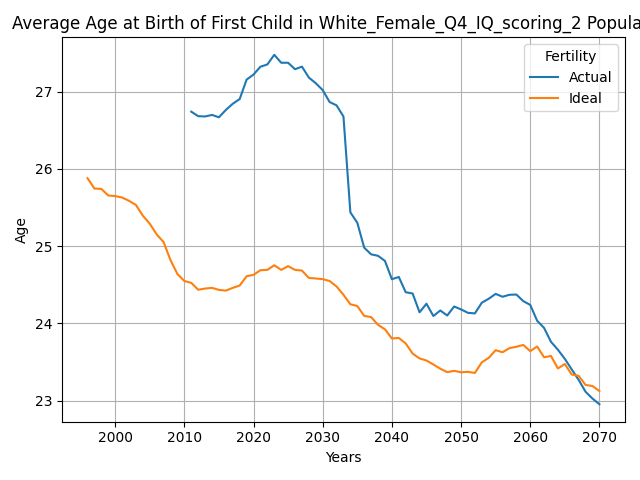 Average Age at Birth of First Child in White_Female_Q4_IQ_scoring_2 Popula
Fertility
Actual
Ideal
27
26
25
24
23
Age
2000 2010 2020 2030 2040 2050 2060 2070
Years